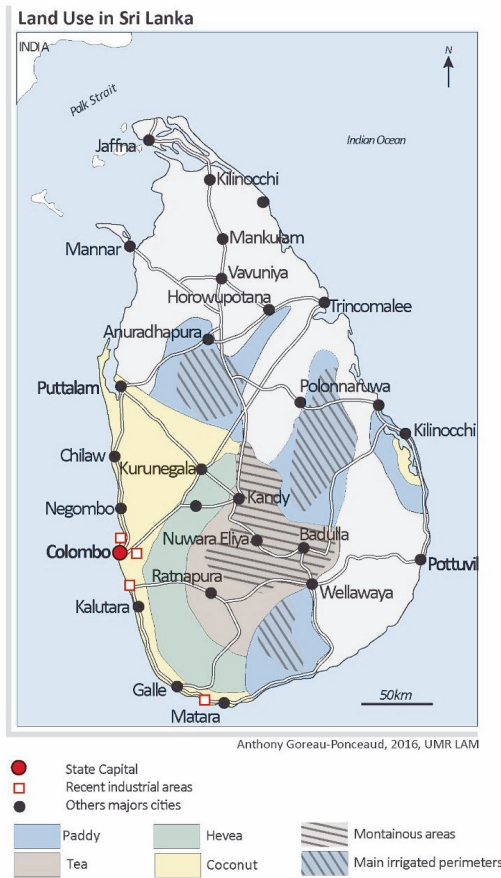 Land Use in Sri Lanka
INDIA
N
Palk Strait
Indian Ocean
Jaffna
Kilinocchi
Mankulam
Mannar
Vavuniya
Horowupotana
Trincomalee
Anuradhapura
Puttalam
Polonnaruwa
Kilinocchi
Chilaw
Kurunegala
Kandy
Negombo
Nuwara Eliya
Badulla
Colombo
Pottuvil
Ratnapura
Wellawaya
Kalutara
Galle
50km
Matara
Anthony Goreau-Ponceaud, 2016, UMR LAM
State Capital
Recent industrial areas
Others majors cities
Paddy
Hevea
Montainous areas
Tea
Coconut
Main irrigated perimeters